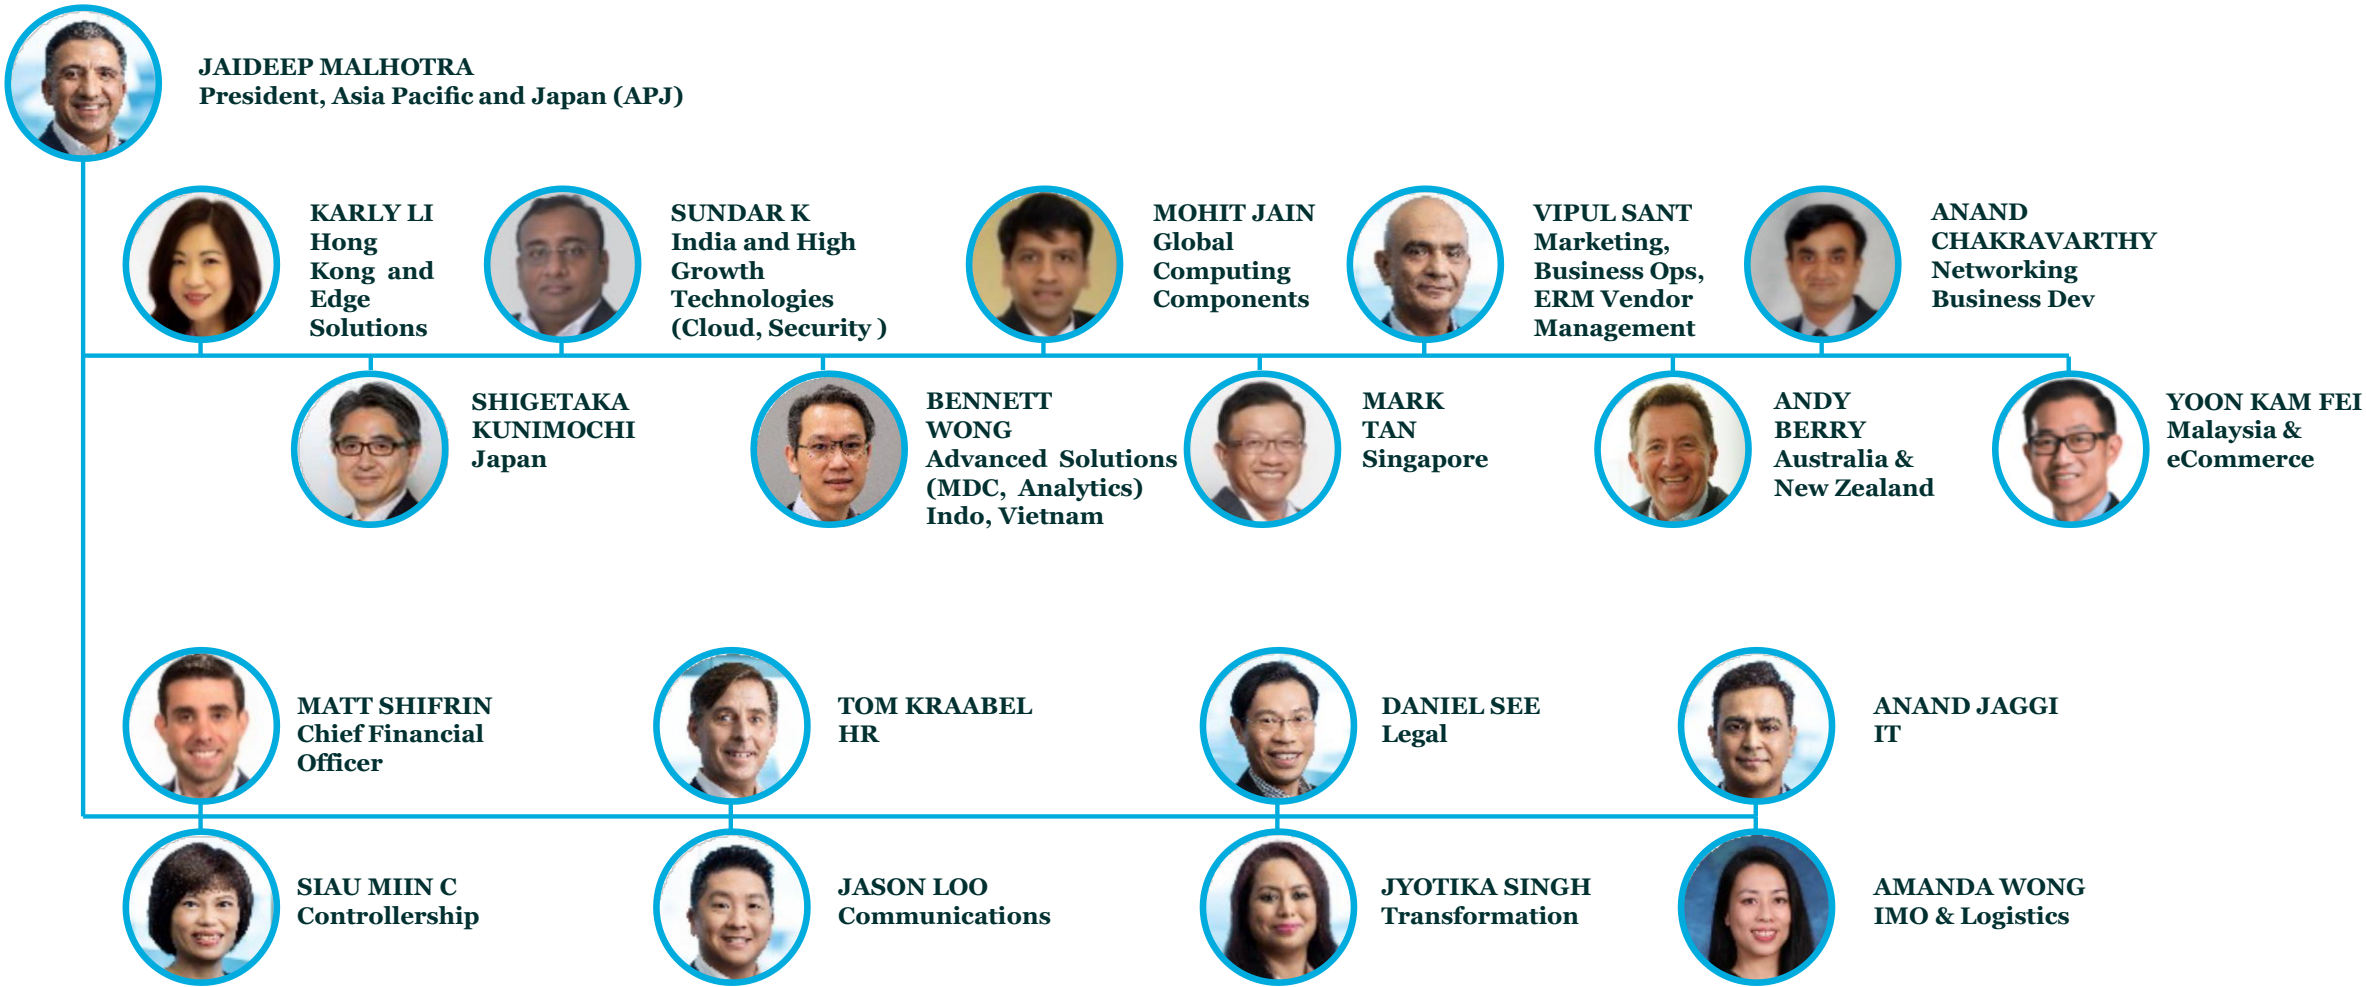 JAIDEEP MALHOTRA
President, Asia Pacific and Japan (APJ)
KARLY LI
Hong
Kong and
Edge
Solutions
SUNDAR K
India and High
Growth
Technologies
(Cloud, Security )
MOHIT JAIN
Global
Computing
Components
VIPUL SANT
Marketing,
Business Ops,
ERM Vendor
Management
ANAND
CHAKRAVARTHY
Networking
Business Dev
SHIGETAKA
KUNIMOCHI
Japan
BENNETT
WONG
Advanced Solutions
(MDC, Analytics)
Indo, Vietnam
MARK
TAN
Singapore
ANDY
BERRY
Australia &
New Zealand
YOON KAM FEI
Malaysia &
eCommerce
MATT SHIFRIN
Chief Financial
Officer
TOM KRAABEL
HR
DANIEL SEE
Legal
ANAND JAGGI
IT
SIAU MIIN C
Controllership
JASON LOO
Communications
JYOTIKA SINGH
Transformation
AMANDA WONG
IMO & Logistics